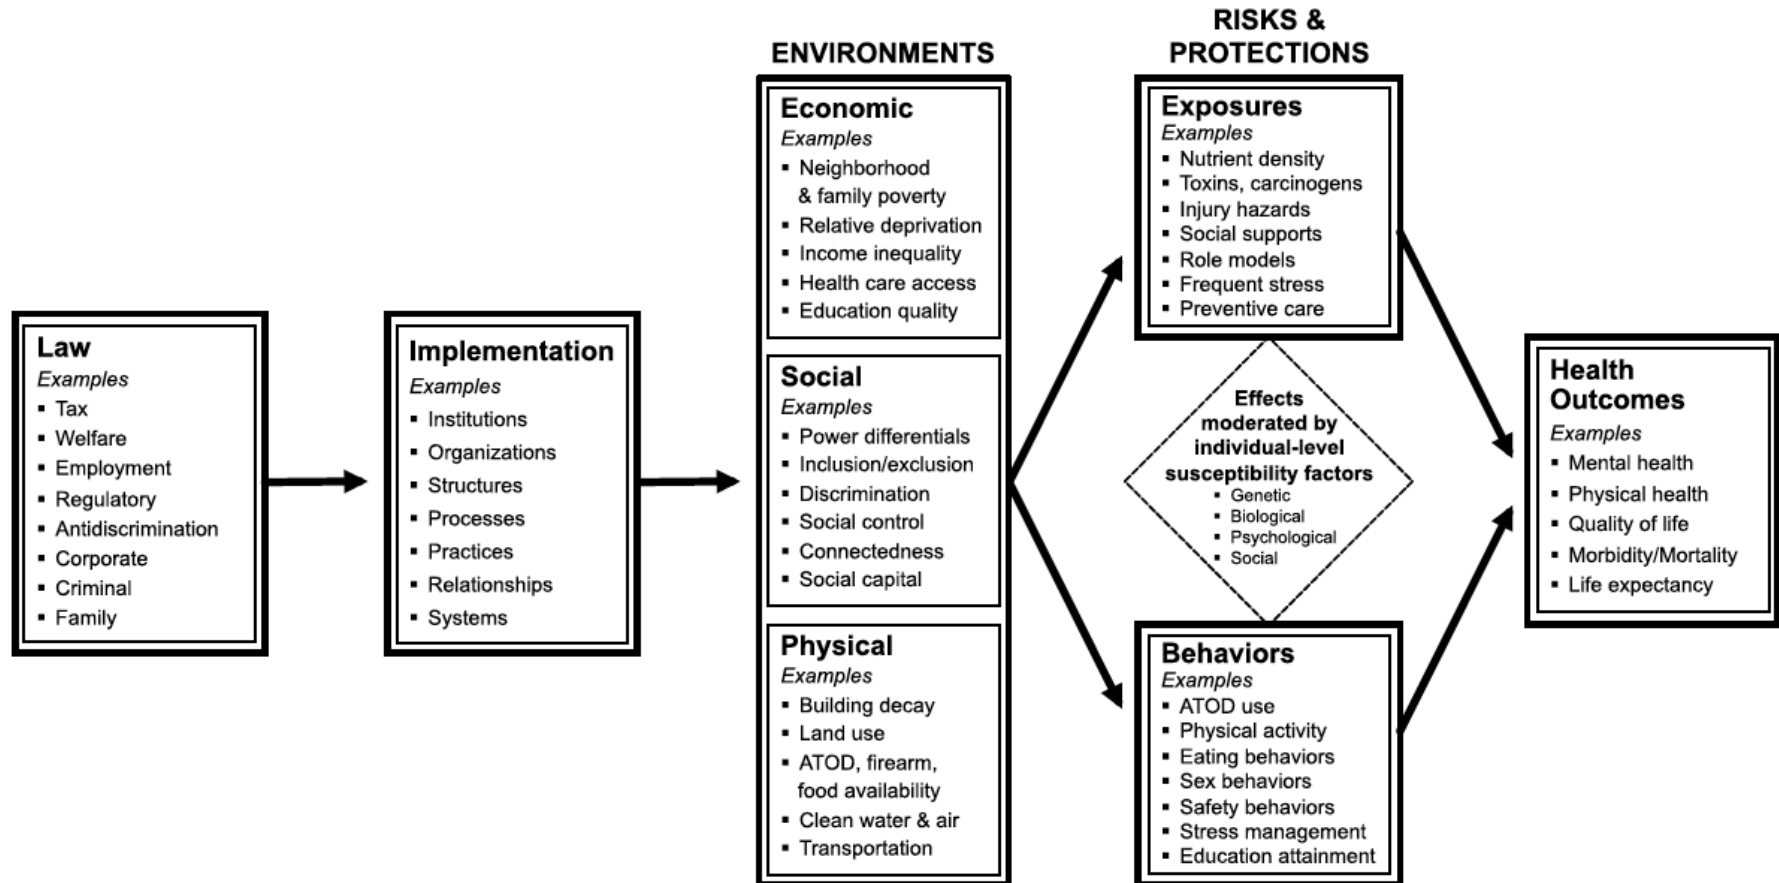 Law
Examples
▪ Tax
▪ Welfare
▪ Employment
▪ Regulatory
▪ Antidiscrimination
▪ Corporate
▪ Criminal
▪ Family
Implementation
Examples
▪ Institutions
▪ Organizations
▪ Structures
▪ Processes
▪ Practices
▪ Relationships
▪ Systems
ENVIRONMENTS
Economic
Examples
▪ Neighborhood
& family poverty
▪ Relative deprivation
▪ Income inequality
▪ Health care access
▪ Education quality
Social
Examples
▪ Power differentials
▪ Inclusion/exclusion
▪ Discrimination
▪ Social control
▪ Connectedness
▪ Social capital
Physical
Examples
▪ Building decay
▪ Land use
▪ ATOD, firearm,
food availability
▪ Clean water & air
▪ Transportation
RISKS &
PROTECTIONS
Exposures
Examples
▪ Nutrient density
▪ Toxins, carcinogens
▪ Injury hazards
▪ Social supports
▪ Role models
▪ Frequent stress
▪ Preventive care
Effects
moderated by
individual-level
susceptibility factors
▪ Genetic
▪ Biological
▪ Psychological
▪ Social
Behaviors
Examples
▪ ATOD use
▪ Physical activity
▪ Eating behaviors
▪ Sex behaviors
▪ Safety behaviors
▪ Stress management
▪ Education attainment
Health
Outcomes
Examples
▪ Mental health
▪ Physical health
▪ Quality of life
▪ Morbidity/Mortality
▪ Life expectancy